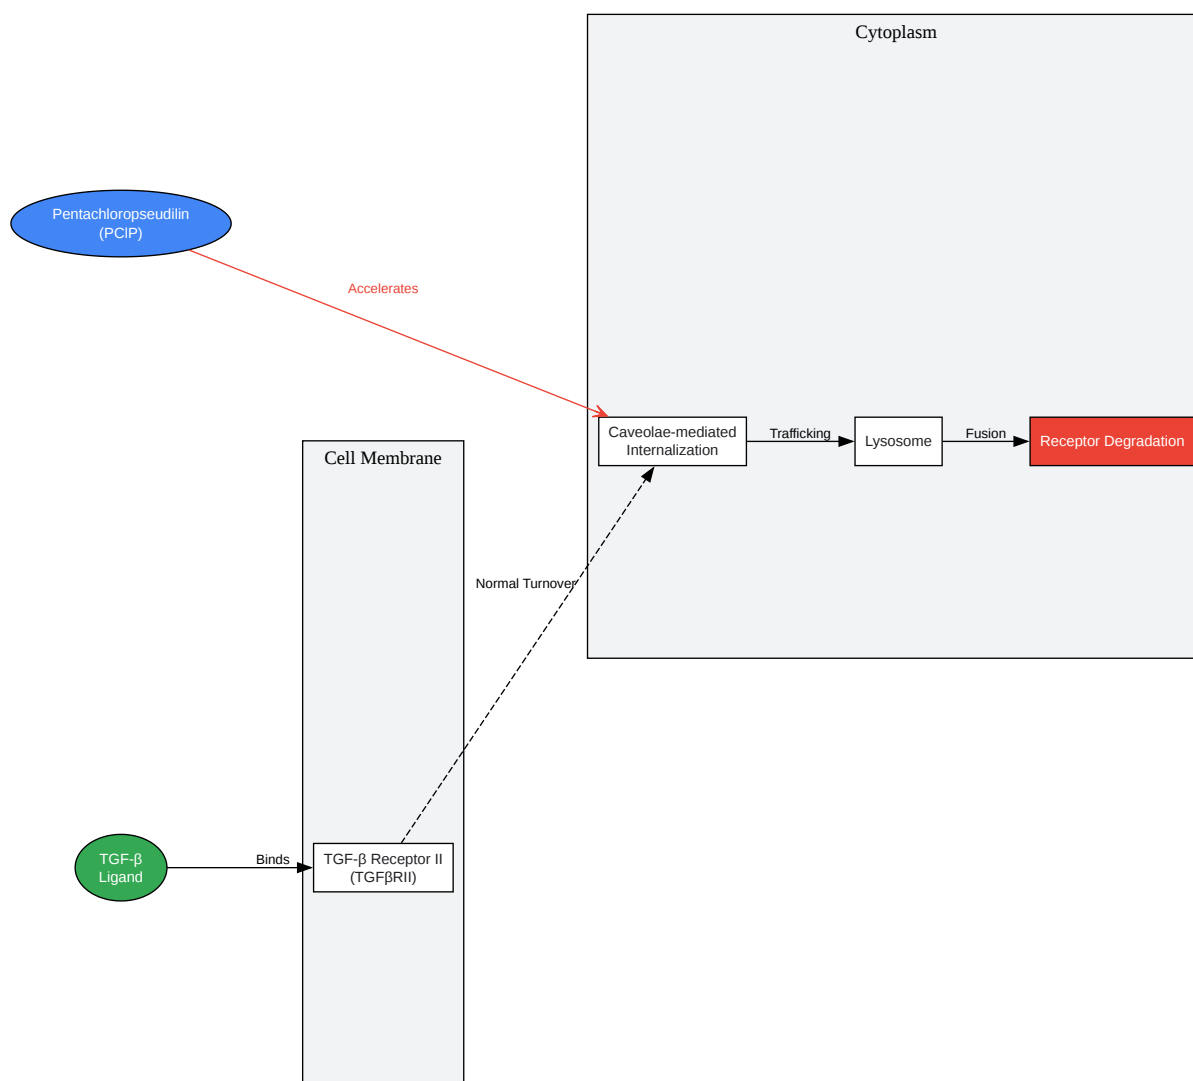 Cytoplasm
Pentachloropseudilin
(PClP)
Accelerates
Caveolae-mediated
Internalization
Trafficking
Lysosome
Fusion
Receptor Degradation
Cell Membrane
Normal Turnover
TGF-β
Ligand
Binds
TGF-β Receptor II
(TGFβRII)